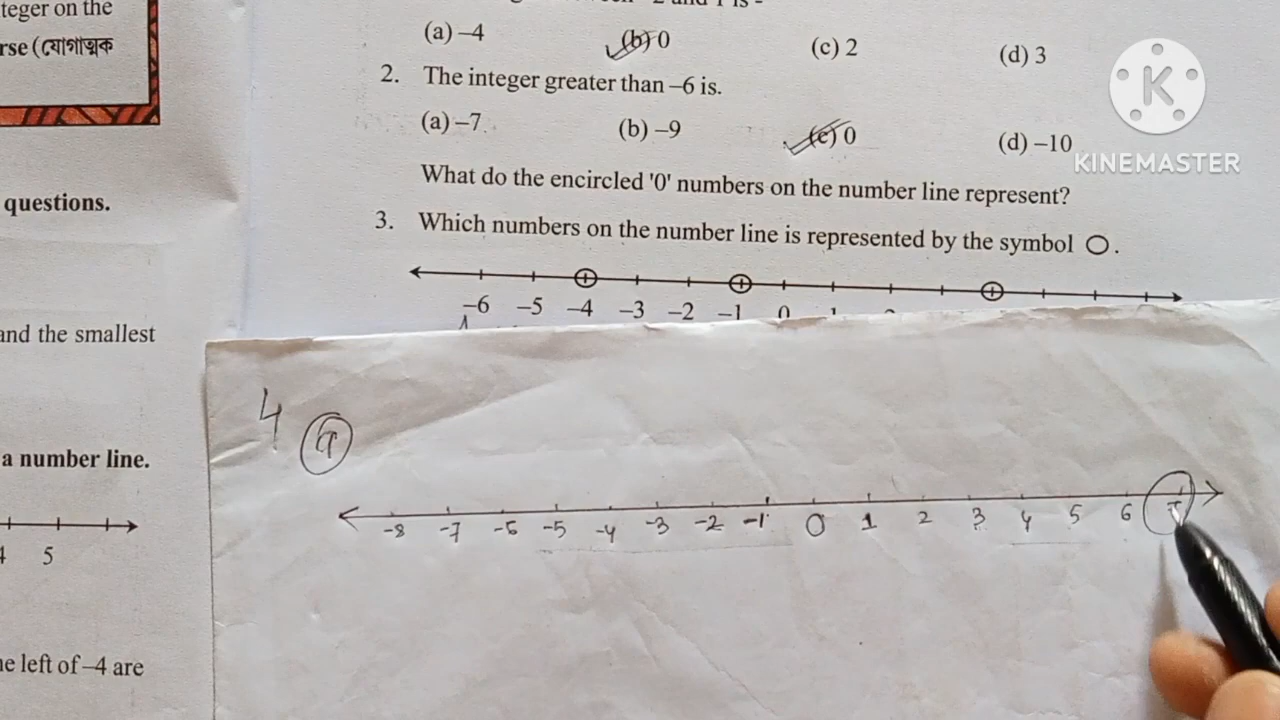 teger on the
rse (যোগাত্মক
questions.
and the smallest
a number line.
5
e left of –4 are
(a) –4 (b) 0 (c) 2 (d) 3
2. The integer greater than –6 is.
(a) –7 (b) –9 (c) 0 (d) –10
What do the encircled '0' numbers on the number line represent?
3. Which numbers on the number line is represented by the symbol O.
–6 –5 –4 –3 –2 –1 0 1
4
-8 -7 -6 -5 -4 -3 -2 -1 0 1 2 3 4 5 6
KINEMASTER